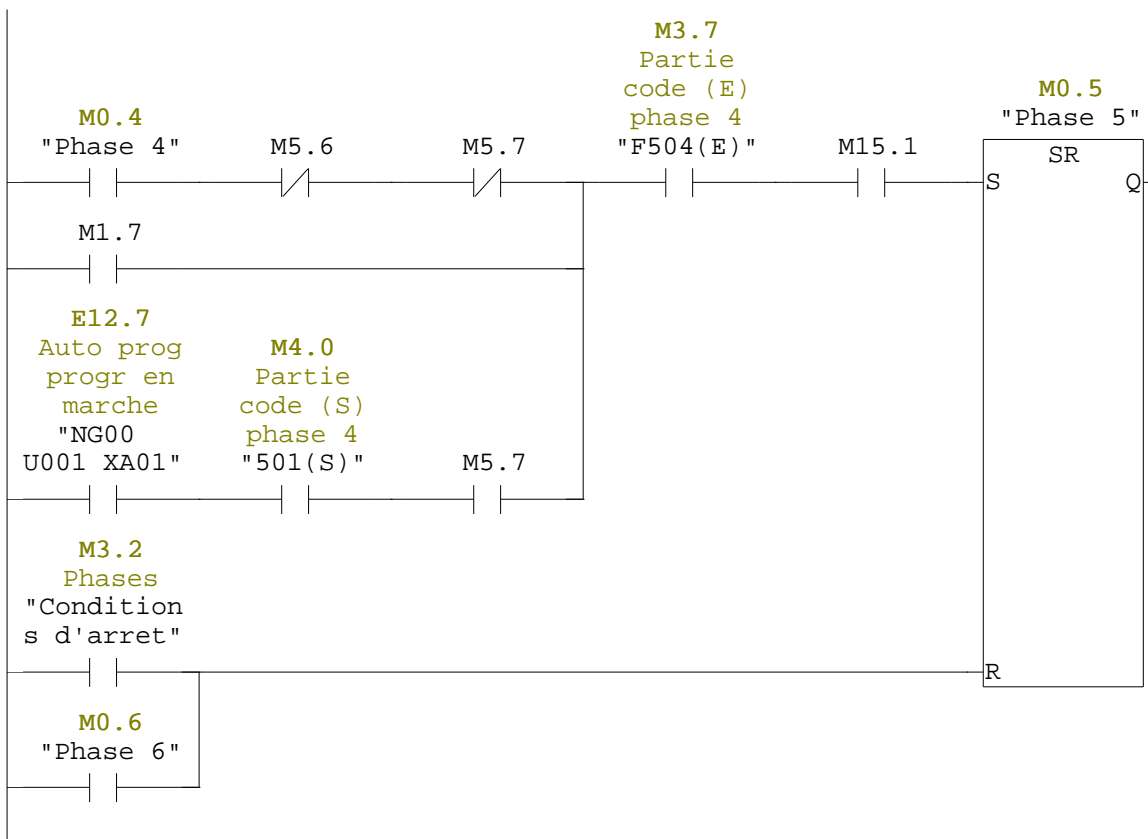 M3.7
Partie
code (E)
phase 4
"F504(E)"
M0.5
"Phase 5"
M0.4
"Phase 4"
M5.6
M5.7
M15.1
SR
S
Q
M1.7
E12.7
Auto prog
progr en
marche
"NG00
U001 XA01"
M4.0
Partie
code (S)
phase 4
"501(S)"
M5.7
M3.2
Phases
"Condition
s d'arret"
R
M0.6
"Phase 6"